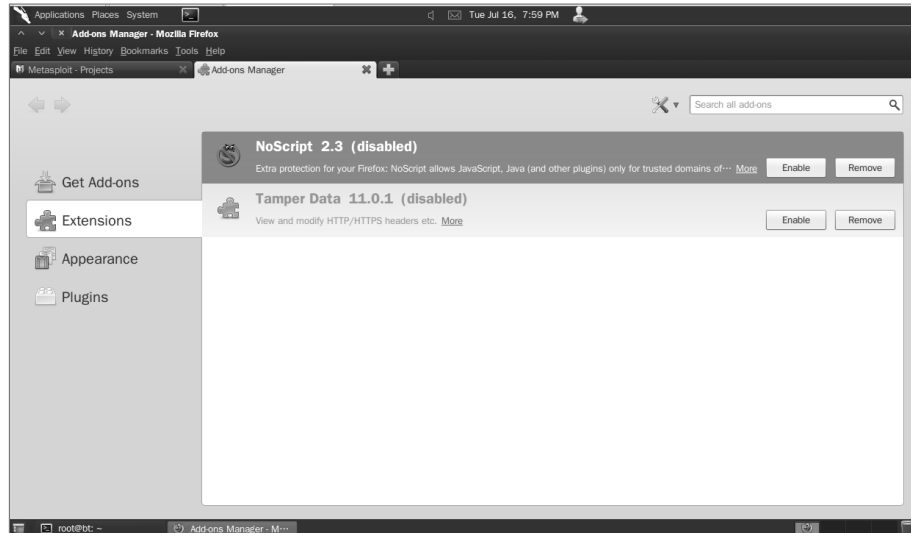 Applications Places System
Tue Jul 16, 7:59 PM
Add-ons Manager - Mozilla Firefox
File Edit View History Bookmarks Tools Help
Metasploit - Projects
Add-ons Manager
Search all add-ons
Get Add-ons
Extensions
Appearance
Plugins
NoScript 2.3 (disabled)
Extra protection for your Firefox: NoScript allows JavaScript, Java (and other plugins) only for trusted domains of··· More
Enable
Remove
Tamper Data 11.0.1 (disabled)
View and modify HTTP/HTTPS headers etc. More
Enable
Remove
root@bt: ~
Add-ons Manager - M···